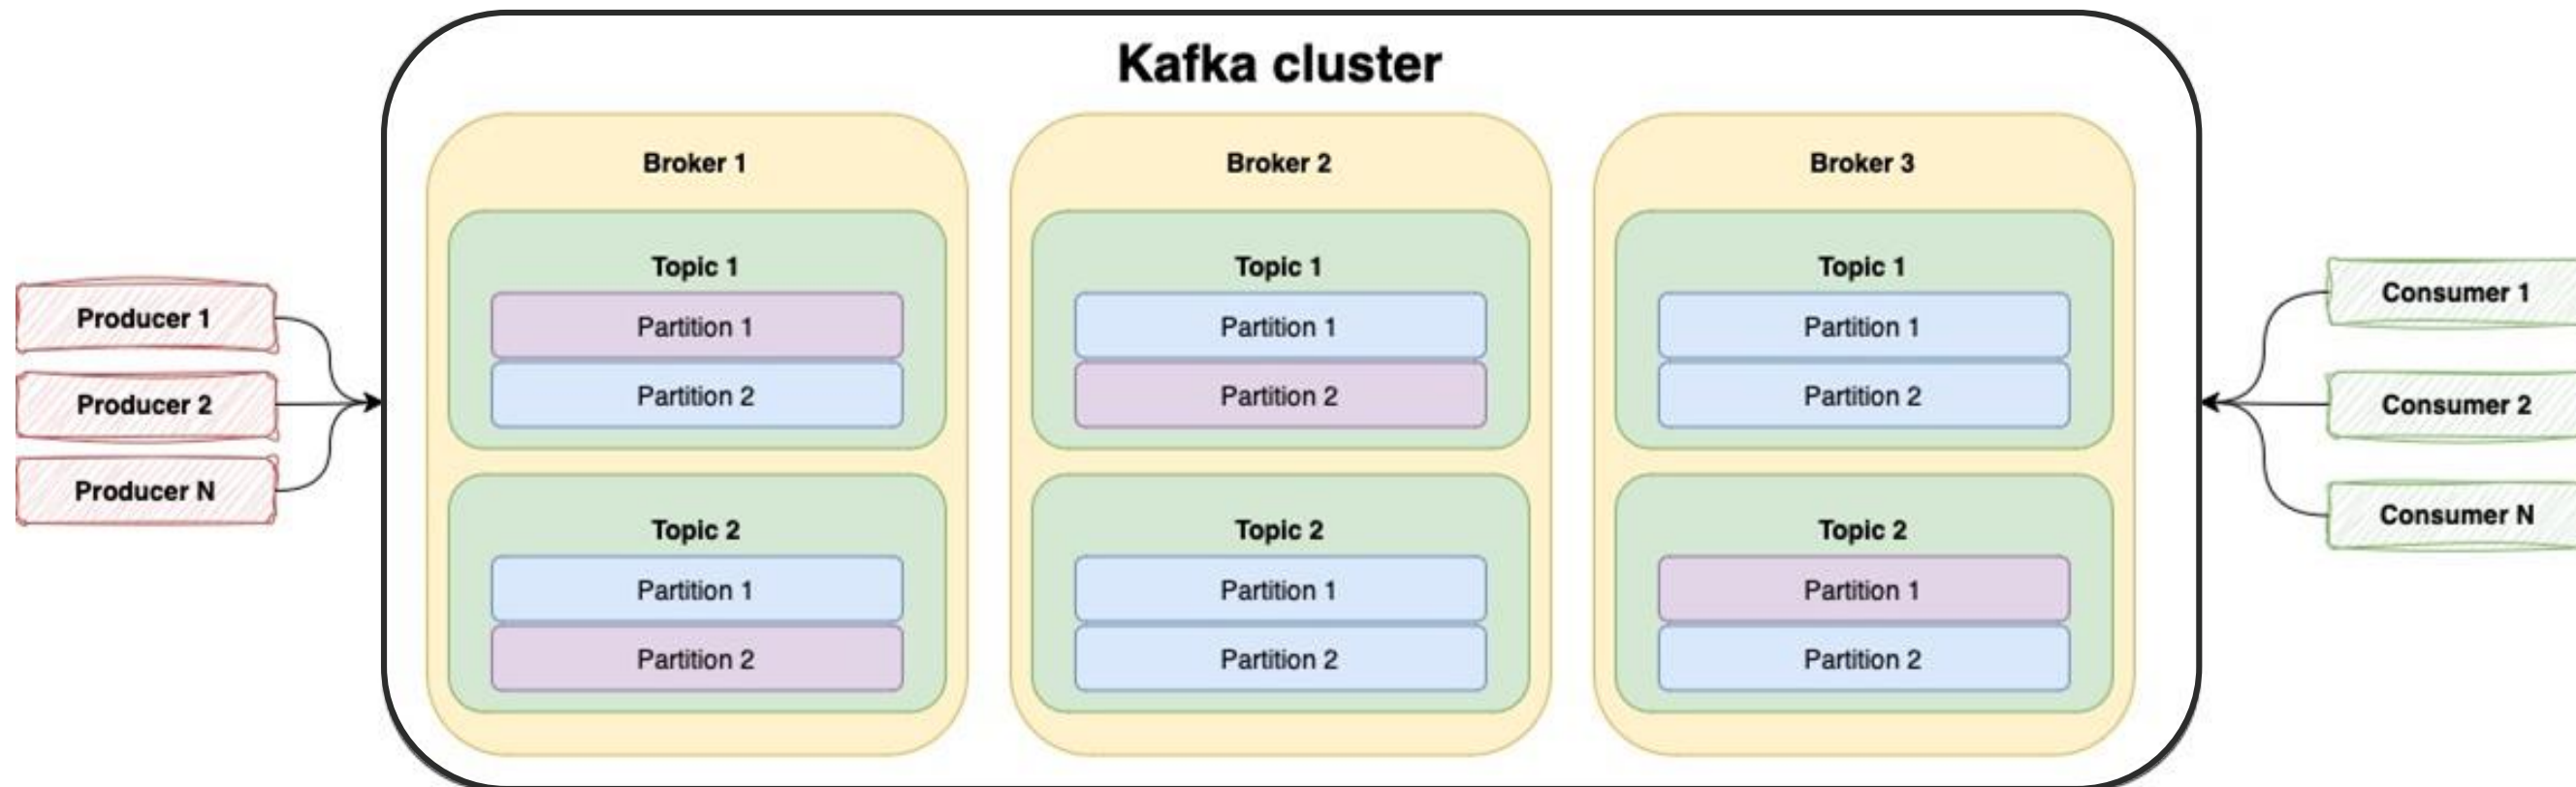 Kafka cluster
Producer 1
Producer 2
Producer N
Broker 1
Topic 1
Partition 1
Partition 2
Topic 2
Partition 1
Partition 2
Broker 2
Topic 1
Partition 1
Partition 2
Topic 2
Partition 1
Partition 2
Broker 3
Topic 1
Partition 1
Partition 2
Topic 2
Partition 1
Partition 2
Consumer 1
Consumer 2
Consumer N